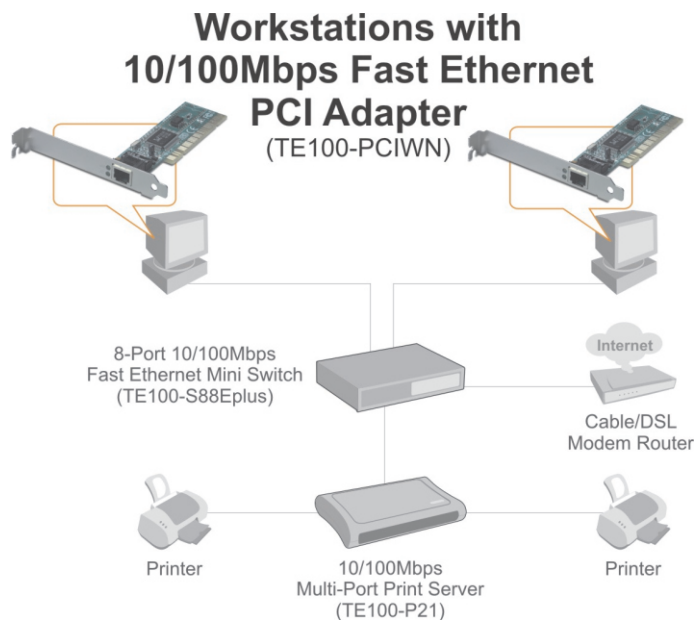 Workstations with
10/100Mbps Fast Ethernet
PCI Adapter
(TE100-PCIWN)
8-Port 10/100Mbps
Fast Ethernet Mini Switch
(TE100-S88Eplus)
Internet
Cable/DSL
Modem Router
Printer
10/100Mbps
Multi-Port Print Server
(TE100-P21)
Printer